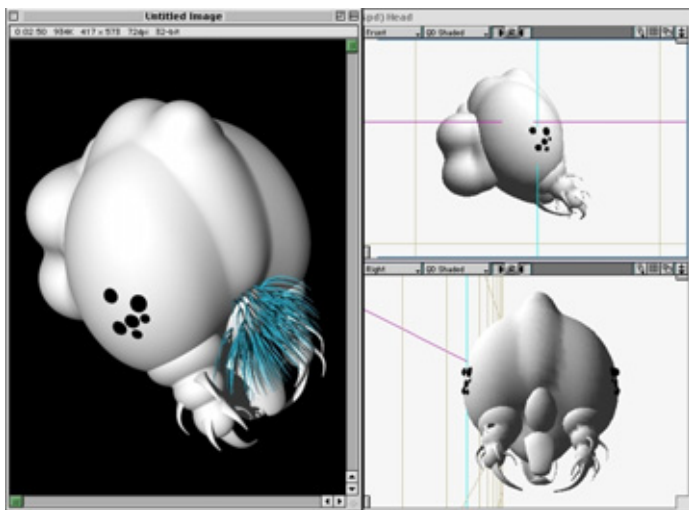 Untitled Image
0:02:50 984K 417 x 578 72dpi 32-bit
Head
Front QD Shaded
Right QD Shaded